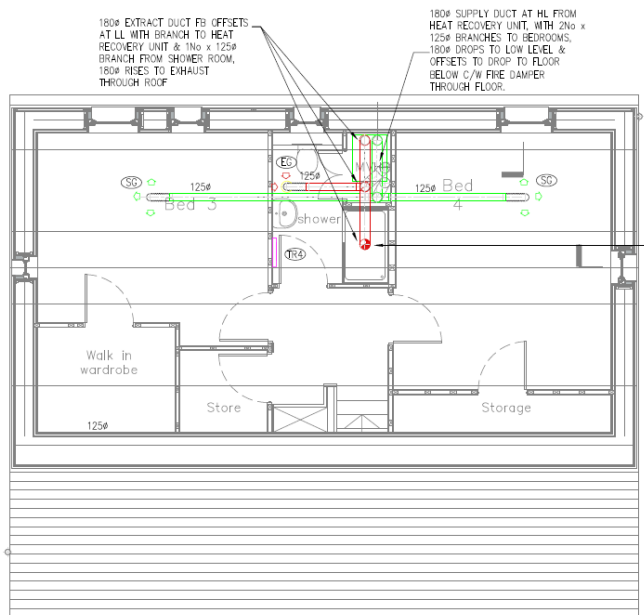 180ø EXTRACT DUCT FB OFFSETS
AT LL WITH BRANCH TO HEAT
RECOVERY UNIT & 1No x 125ø
BRANCH FROM SHOWER ROOM,
180ø RISES TO EXHAUST
THROUGH ROOF
180ø SUPPLY DUCT AT HL FROM
HEAT RECOVERY UNIT, WITH 2No x
125ø BRANCHES TO BEDROOMS,
180ø DROPS TO LOW LEVEL &
OFFSETS TO DROP TO FLOOR
BELOW C/W FIRE DAMPER
THROUGH FLOOR.
EG
SG
125ø
125ø
125ø
SG
Bed 3
Bed
4
shower
TR4
Walk in
wardrobe
Store
Storage
125ø